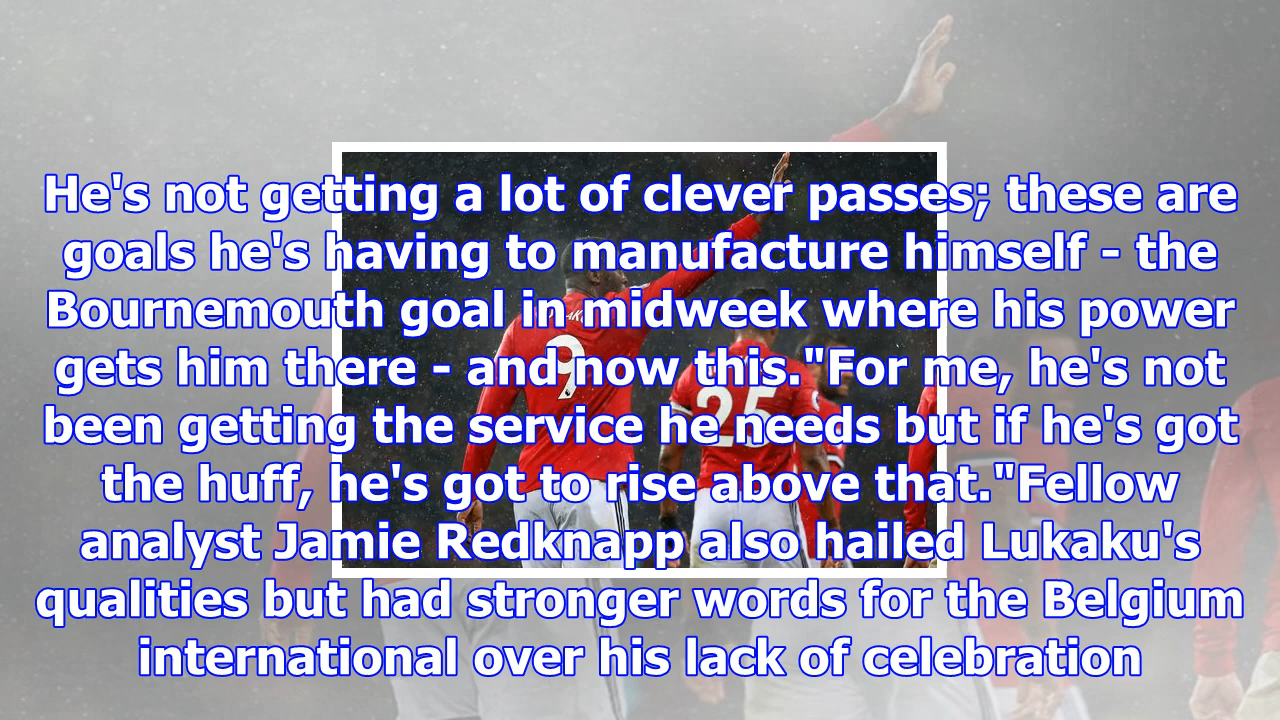 He's not getting a lot of clever passes; these are
goals he's having to manufacture himself - the
Bournemouth goal in midweek where his power
gets him there - and now this."For me, he's not
been getting the service he needs but if he's got
the huff, he's got to rise above that."Fellow
analyst Jamie Redknapp also hailed Lukaku's
qualities but had stronger words for the Belgium
international over his lack of celebration
9
25